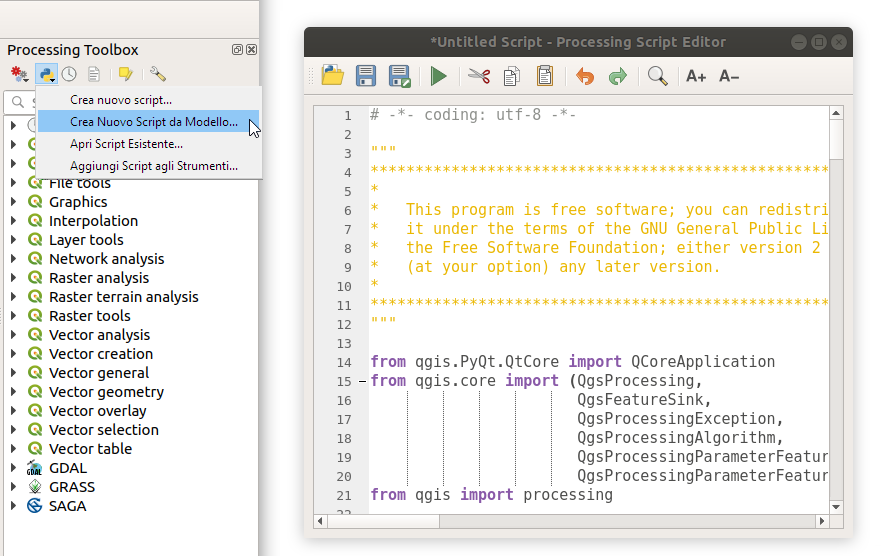 Processing Toolbox
Crea nuovo script...
Crea Nuovo Script da Modello...
Apri Script Esistente...
Aggiungi Script agli Strumenti...
File tools
Graphics
Interpolation
Layer tools
Network analysis
Raster analysis
Raster terrain analysis
Raster tools
Vector analysis
Vector creation
Vector general
Vector geometry
Vector overlay
Vector selection
Vector table
GDAL
GRASS
SAGA
*Untitled Script - Processing Script Editor
A+ A−
1 # -*- coding: utf-8 -*-
2
3 """
4 ***************************************************
5 *
6 *   This program is free software; you can redistri
7 *   it under the terms of the GNU General Public Li
8 *   the Free Software Foundation; either version 2
9 *   (at your option) any later version.
10 *
11 ***************************************************
12 """
13
14 from qgis.PyQt.QtCore import QCoreApplication
15 from qgis.core import (QgsProcessing,
16                        QgsFeatureSink,
17                        QgsProcessingException,
18                        QgsProcessingAlgorithm,
19                        QgsProcessingParameterFeatur
20                        QgsProcessingParameterFeatur
21 from qgis import processing